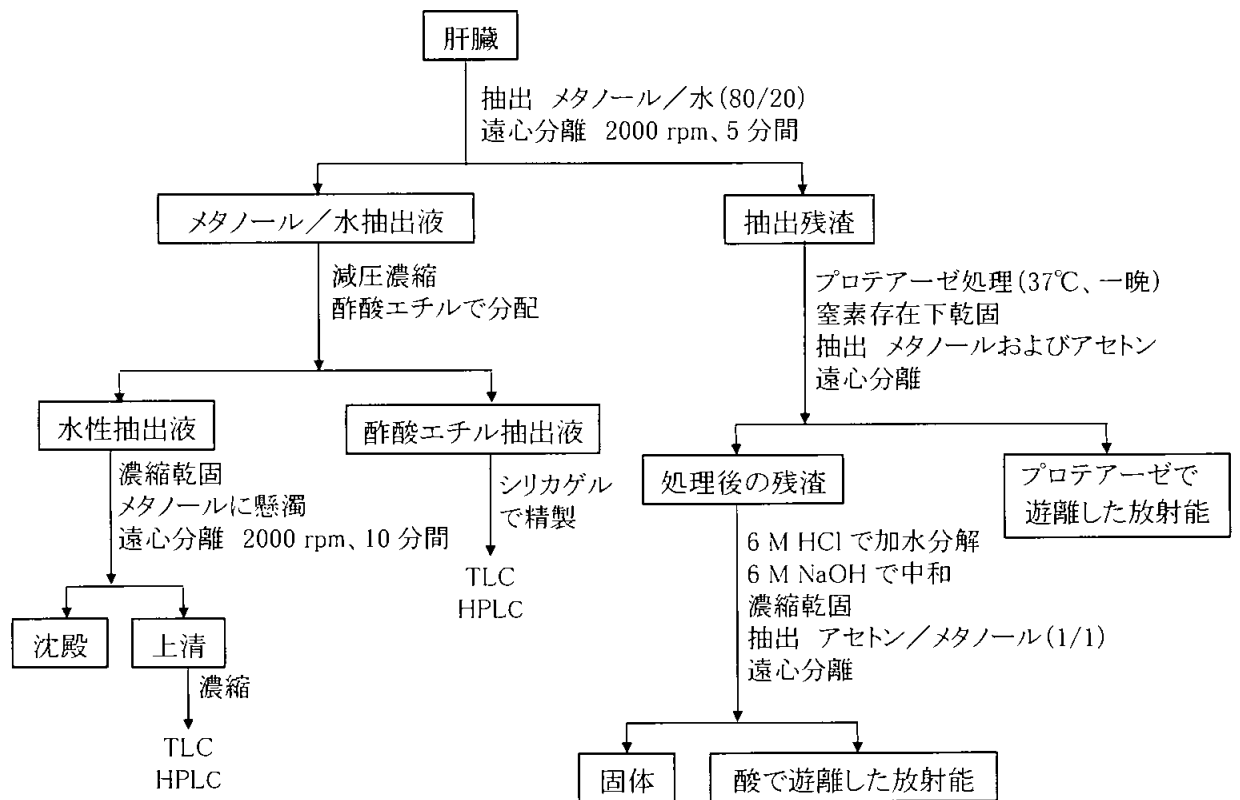 肝臓
抽出 メタノール／水(80/20)
遠心分離 2000 rpm、5 分間
メタノール／水抽出液
抽出残渣
減圧濃縮
酢酸エチルで分配
プロテアーゼ処理(37℃、一晩)
窒素存在下乾固
抽出 メタノールおよびアセトン
遠心分離
水性抽出液
酢酸エチル抽出液
濃縮乾固
メタノールに懸濁
遠心分離 2000 rpm、10 分間
シリカゲル
で精製
処理後の残渣
プロテアーゼで
遊離した放射能
TLC
HPLC
6 M HCl で加水分解
6 M NaOH で中和
濃縮乾固
抽出 アセトン／メタノール(1/1)
遠心分離
沈殿
上清
濃縮
TLC
HPLC
固体
酸で遊離した放射能